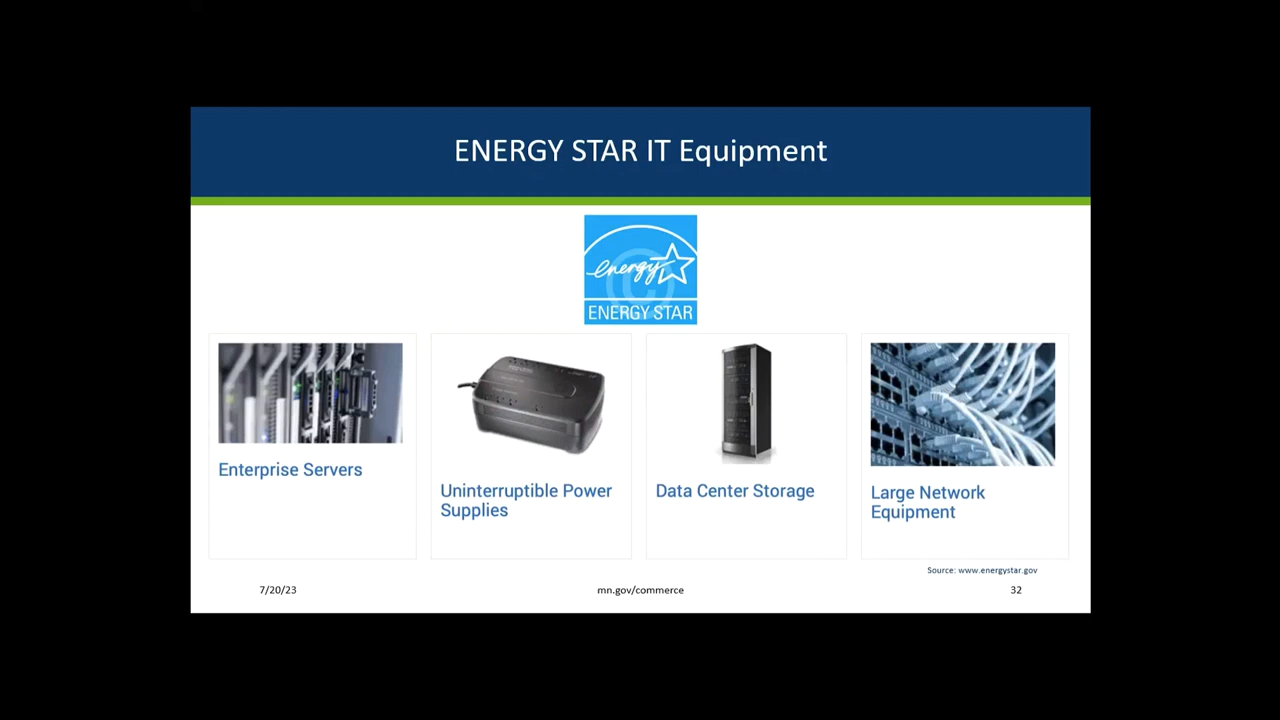 ENERGY STAR IT Equipment
energy
ENERGY STAR
Enterprise Servers
Uninterruptible Power
Supplies
Data Center Storage
Large Network
Equipment
Source: www.energystar.gov
7/20/23
mn.gov/commerce
32